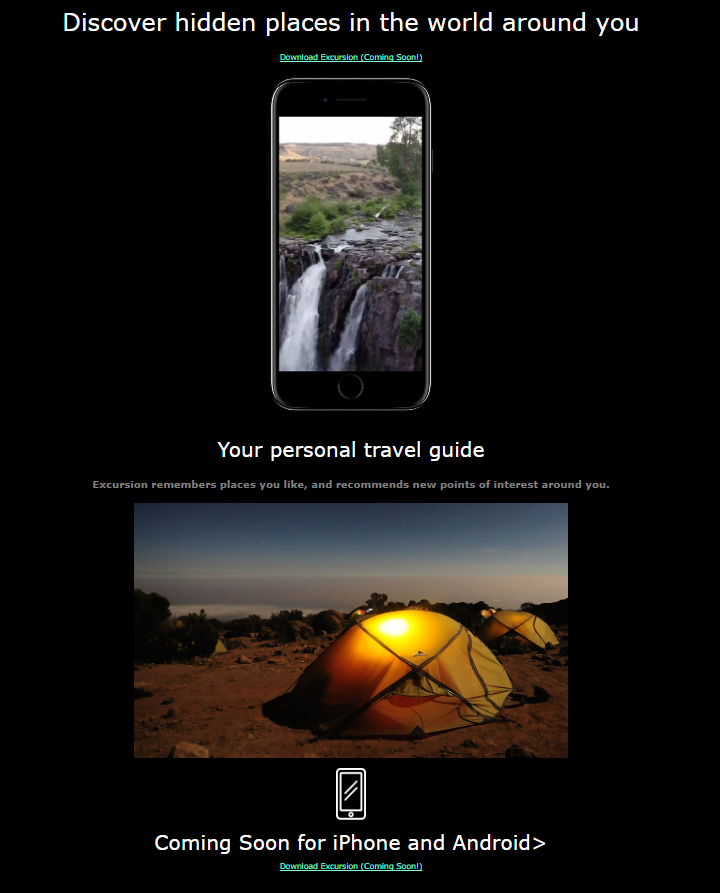 Discover hidden places in the world around you
Download Excursion (Coming Soon!)
Your personal travel guide
Excursion remembers places you like, and recommends new points of interest around you.
Coming Soon for iPhone and Android>
Download Excursion (Coming Soon!)